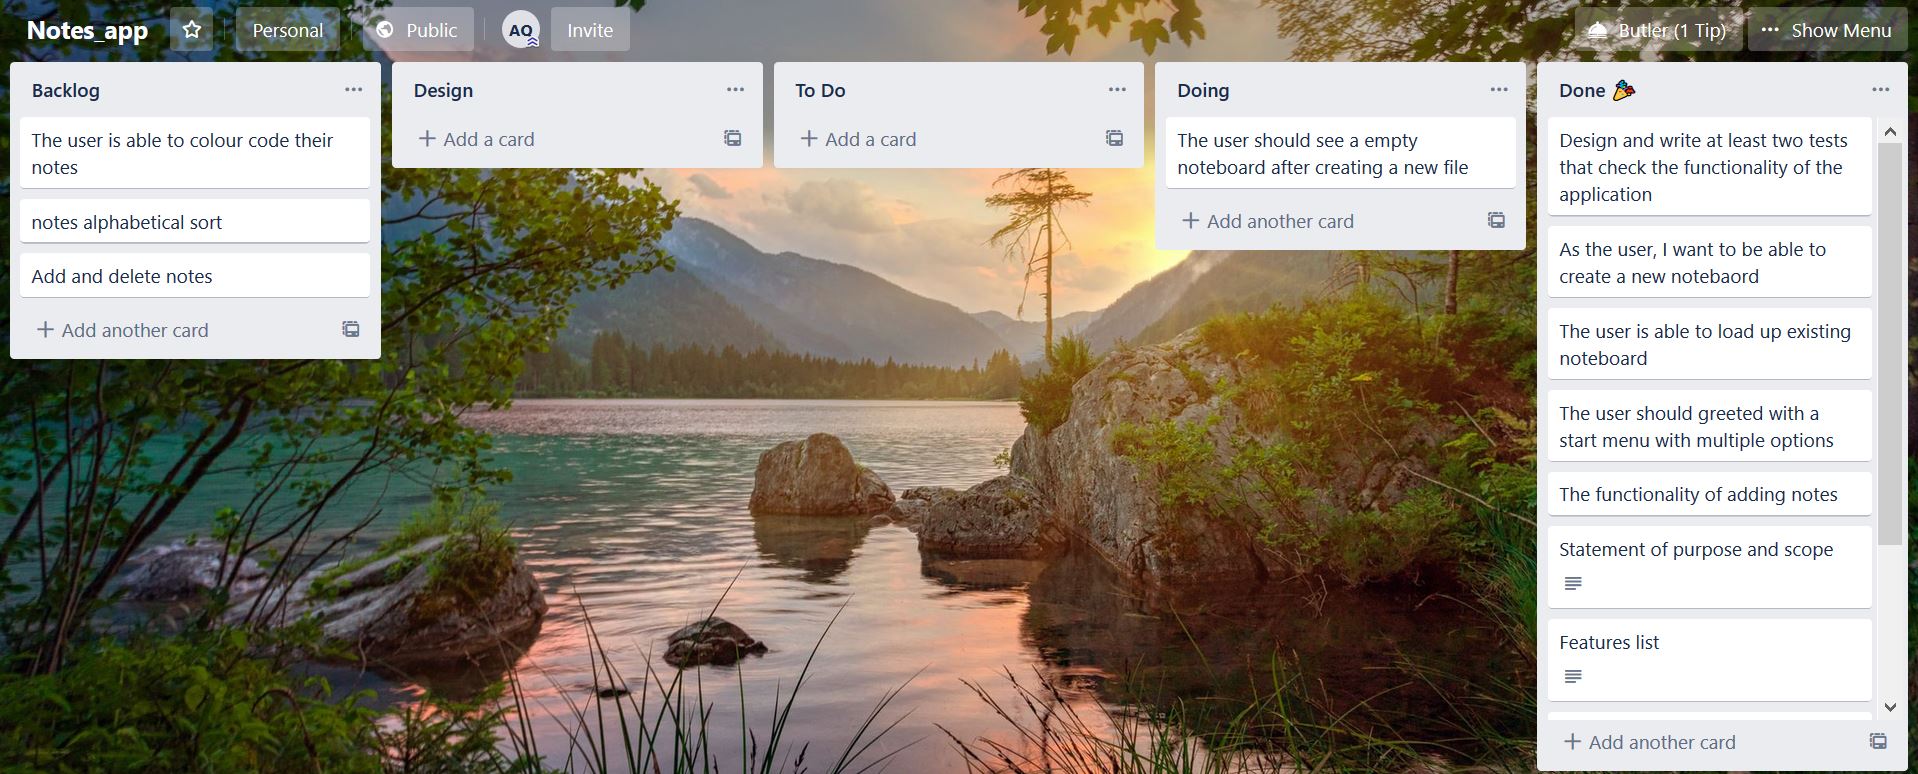 Notes_app
Personal
Public
AQ
Invite
Butler (1 Tip)
Show Menu
Backlog
The user is able to colour code their
notes
notes alphabetical sort
Add and delete notes
Add another card
Design
Add a card
To Do
Add a card
Doing
The user should see a empty
noteboard after creating a new file
Add another card
Done
Design and write at least two tests
that check the functionality of the
application
As the user, I want to be able to
create a new notebaord
The user is able to load up existing
noteboard
The user should greeted with a
start menu with multiple options
The functionality of adding notes
Statement of purpose and scope
Features list
Add another card